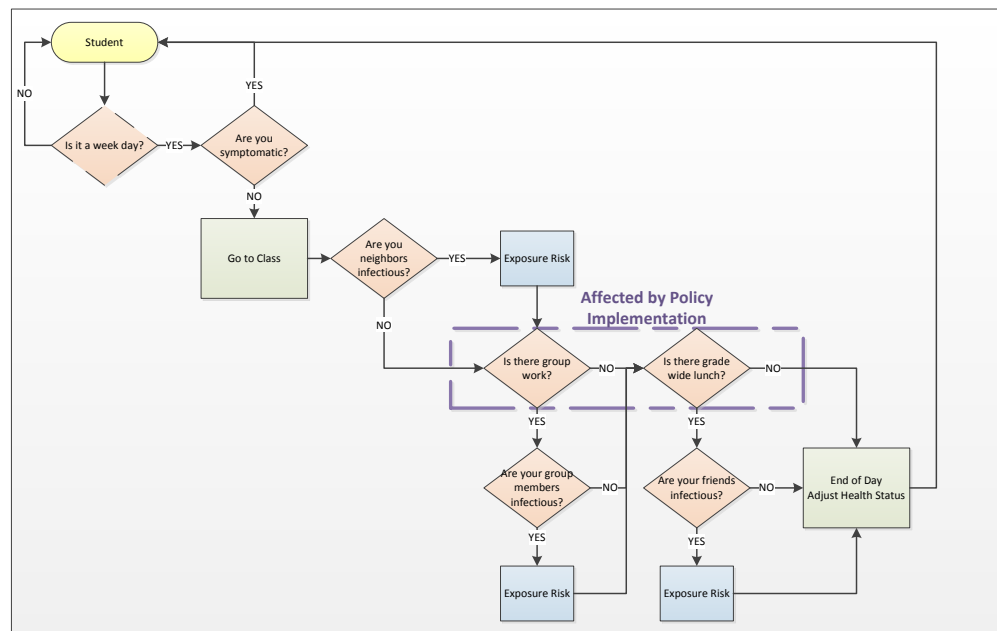 Student
YES
NO
Is it a week day?
YES
Are you
symptomatic?
NO
Go to Class
Are you
neighbors
infectious?
YES
Exposure Risk
Affected by Policy
Implementation
NO
Is there group
work?
NO
Is there grade
wide lunch?
NO
YES
YES
Are your group
members
infectious?
NO
Are your friends
infectious?
NO
End of Day
Adjust Health Status
YES
YES
Exposure Risk
Exposure Risk